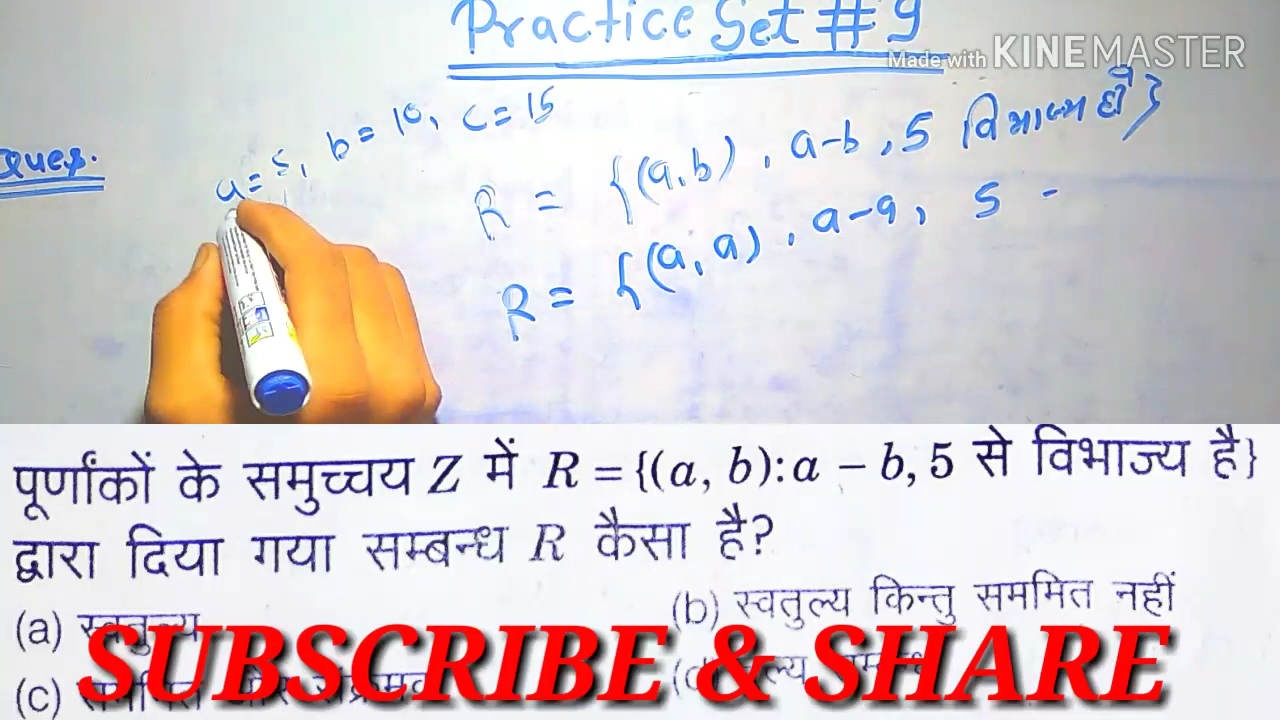 Practice Set # 9
Made with KINEMASTER
Ques.
a = 5, b = 10, c = 15
R = {(a, b), a-b, 5 विभाज्य है}
R = {(a, a), a-a, 5 -
पूर्णांकों के समुच्चय Z में R = {(a, b): a − b, 5 से विभाज्य है}
द्वारा दिया गया सम्बन्ध R कैसा है?
(a) स्वतुल्य
(b) स्वतुल्य किन्तु सममित नहीं
(c)
SUBSCRIBE & SHARE